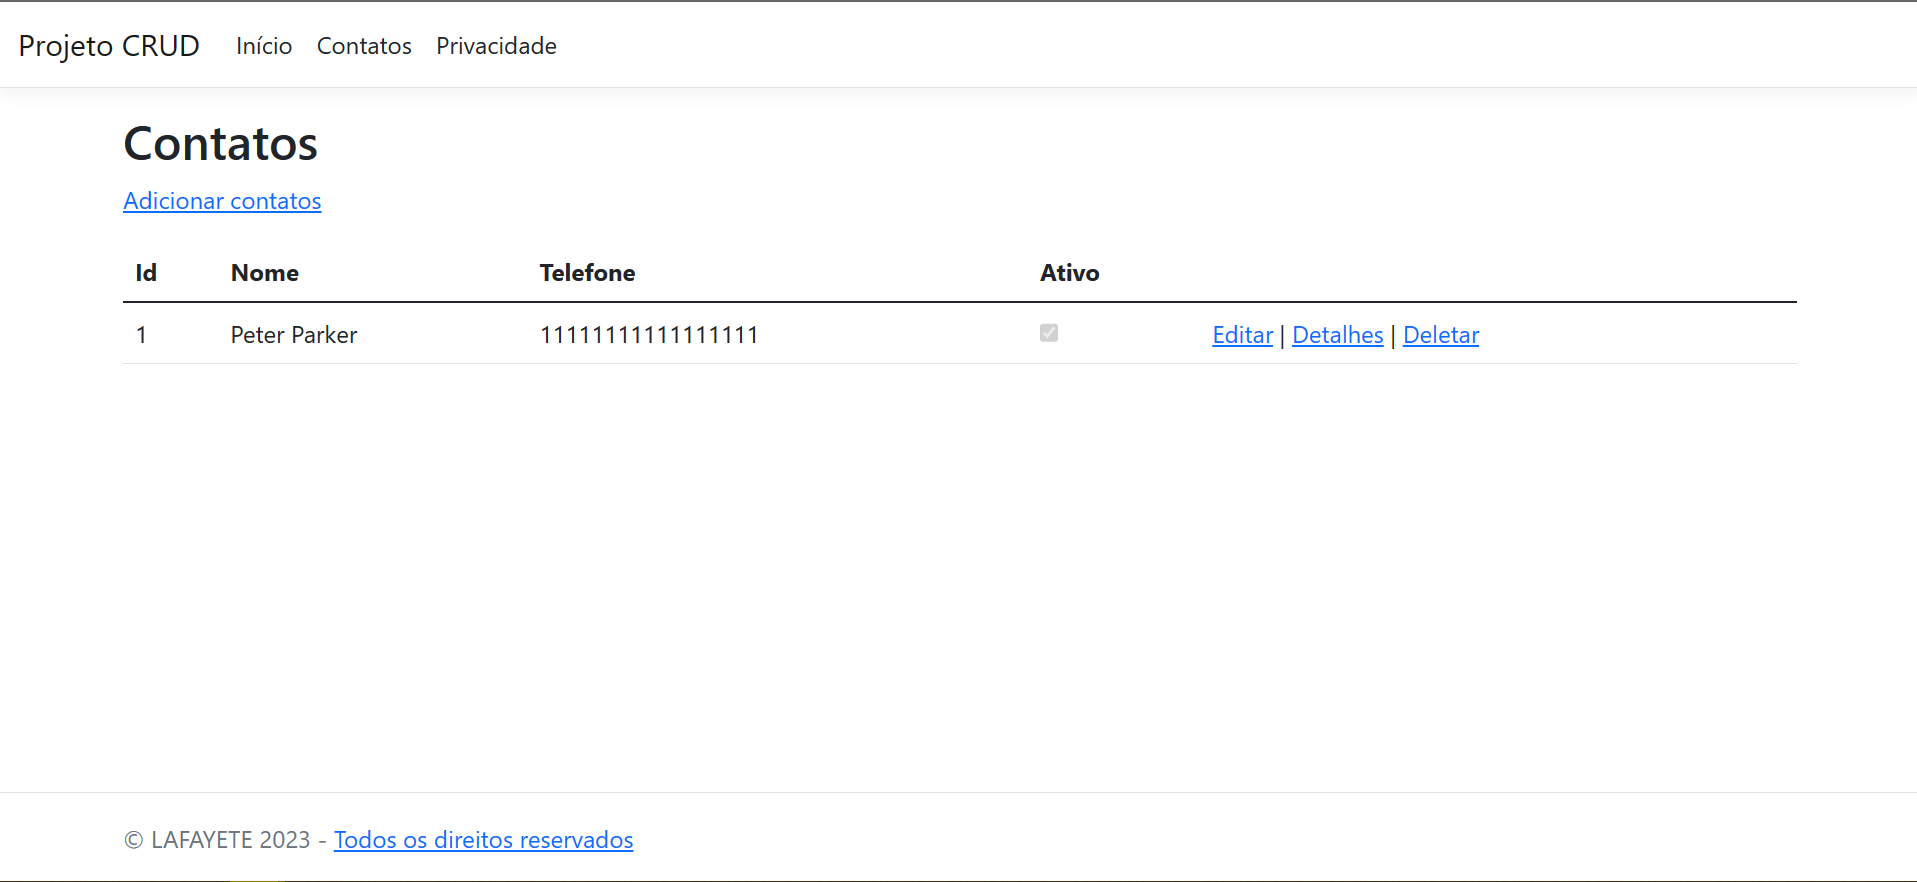 Projeto CRUD Início Contatos Privacidade
Contatos
Adicionar contatos
Id Nome Telefone Ativo
1 Peter Parker 11111111111111111 Editar | Detalhes | Deletar
© LAFAYETE 2023 - Todos os direitos reservados